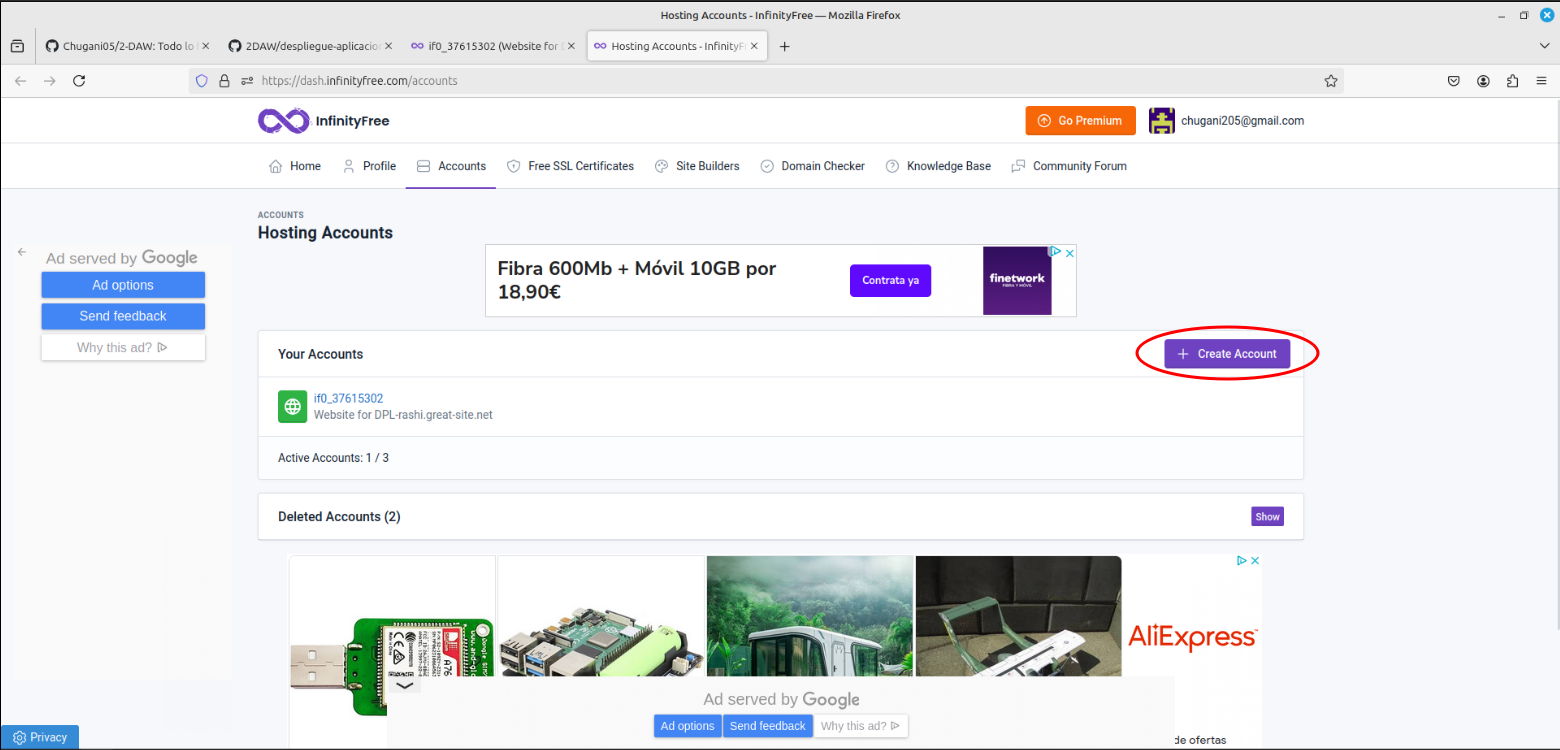 Hosting Accounts - InfinityFree — Mozilla Firefox
Chugani05/2-DAW: Todo lo
2DAW/despliegue-aplicacion
if0_37615302 (Website for
Hosting Accounts - InfinityFr
https://dash.infinityfree.com/accounts
InfinityFree
Go Premium
chugani205@gmail.com
Home Profile Accounts Free SSL Certificates Site Builders Domain Checker Knowledge Base Community Forum
ACCOUNTS
Hosting Accounts
Ad served by Google
Ad options
Send feedback
Why this ad?
Fibra 600Mb + Móvil 10GB por
18,90€
Contrata ya
finetwork
FIBRA Y MÓVIL
Your Accounts
+ Create Account
if0_37615302
Website for DPL-rashi.great-site.net
Active Accounts: 1 / 3
Deleted Accounts (2)
Show
AliExpress
Ad served by Google
Ad options Send feedback Why this ad?
de ofertas
Privacy